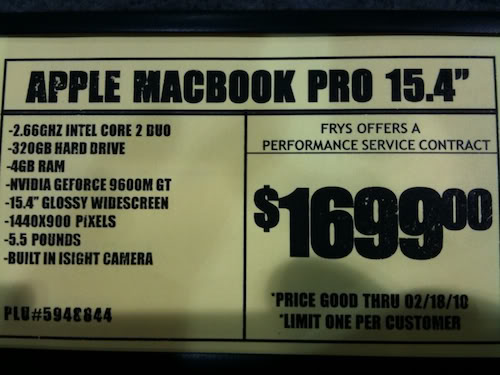 APPLE MACBOOK PRO 15.4"
-2.66GHZ INTEL CORE 2 DUO
-320GB HARD DRIVE
-4GB RAM
-NVIDIA GEFORCE 9600M GT
-15.4" GLOSSY WIDESCREEN
-1440X900 PIXELS
-5.5 POUNDS
-BUILT IN ISIGHT CAMERA
PLU#5948844
FRYS OFFERS A
PERFORMANCE SERVICE CONTRACT
$169900
*PRICE GOOD THRU 02/18/10
*LIMIT ONE PER CUSTOMER